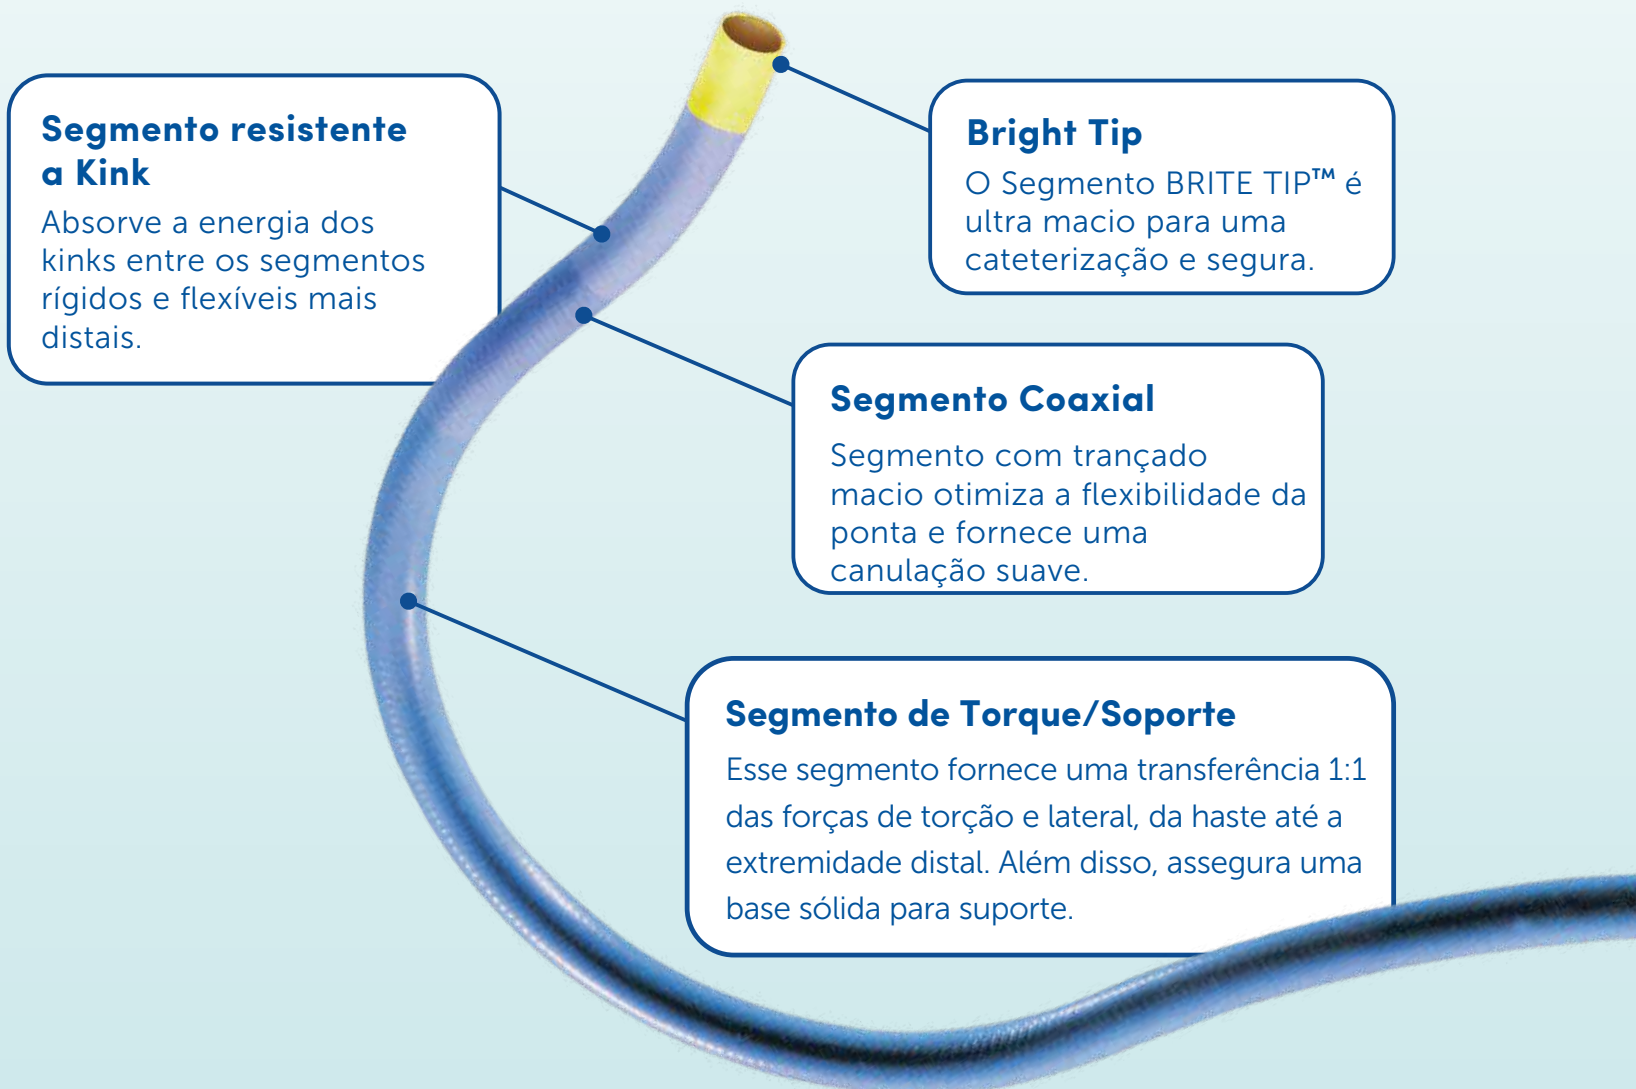 Segmento resistente
a Kink
Absorve a energia dos
kinks entre os segmentos
rígidos e flexíveis mais
distais.
Bright Tip
O Segmento BRITE TIP™ é
ultra macio para uma
cateterização e segura.
Segmento Coaxial
Segmento com trançado
macio otimiza a flexibilidade da
ponta e fornece uma
canulação suave.
Segmento de Torque/Soporte
Esse segmento fornece uma transferência 1:1
das forças de torção e lateral, da haste até a
extremidade distal. Além disso, assegura uma
base sólida para suporte.